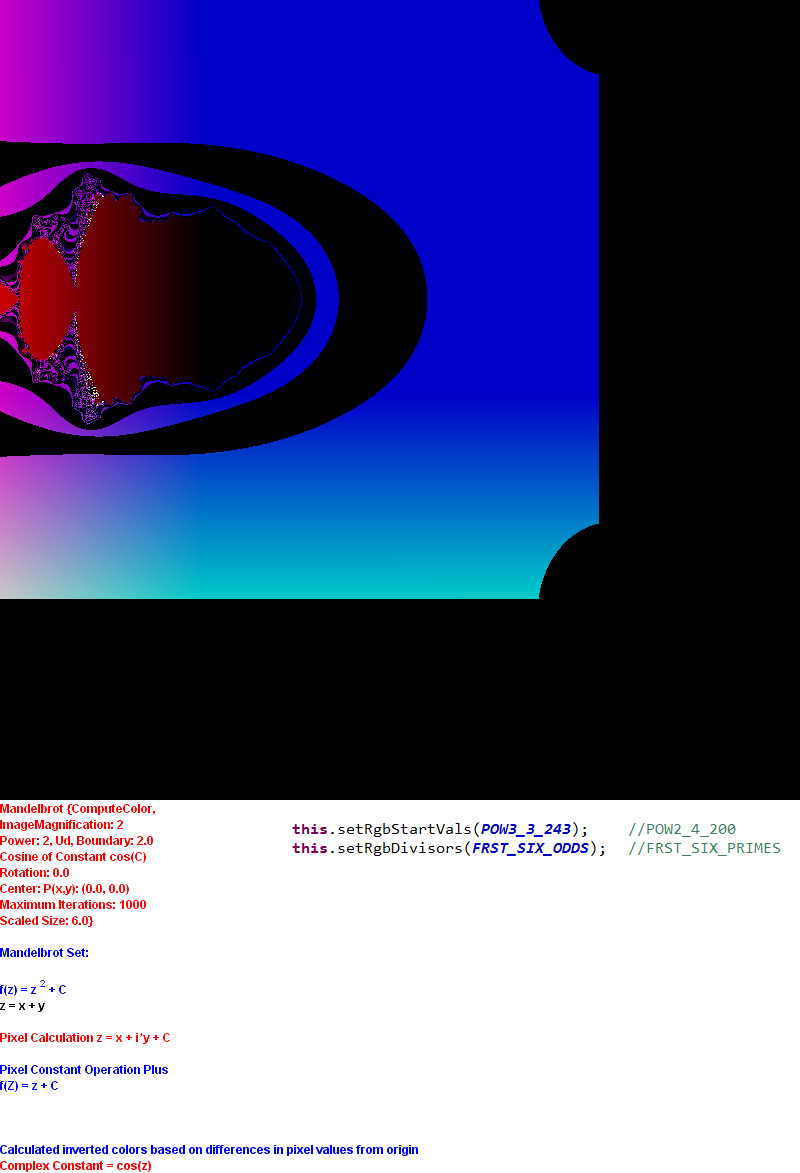 Mandelbrot {ComputeColor,
ImageMagnification: 2
Power: 2, Ud, Boundary: 2.0
Cosine of Constant cos(C)
Rotation: 0.0
Center: P(x,y): (0.0, 0.0)
Maximum Iterations: 1000
Scaled Size: 6.0}
this.setRgbStartVals(POW3_3_243); //POW2_4_200
this.setRgbDivisors(FRST_SIX_ODDS); //FRST_SIX_PRIMES
Mandelbrot Set:
f(z) = z 2 + C
z = x + y
Pixel Calculation z = x + i*y + C
Pixel Constant Operation Plus
f(Z) = z + C
Calculated inverted colors based on differences in pixel values from origin
Complex Constant = cos(z)